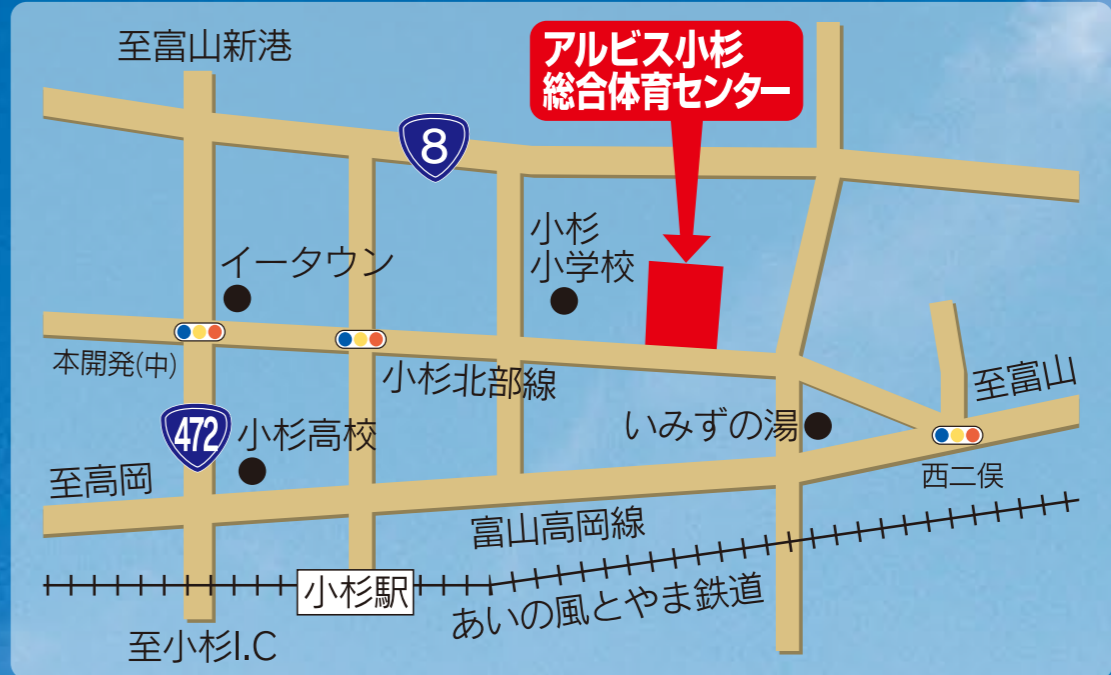 至富山新港
アルビス小杉
総合体育センター
8
小杉
小学校
イータウン
本開発(中)
小杉北部線
至富山
472
小杉高校
いみずの湯
至高岡
西二俣
富山高岡線
小杉駅
あいの風とやま鉄道
至小杉I.C